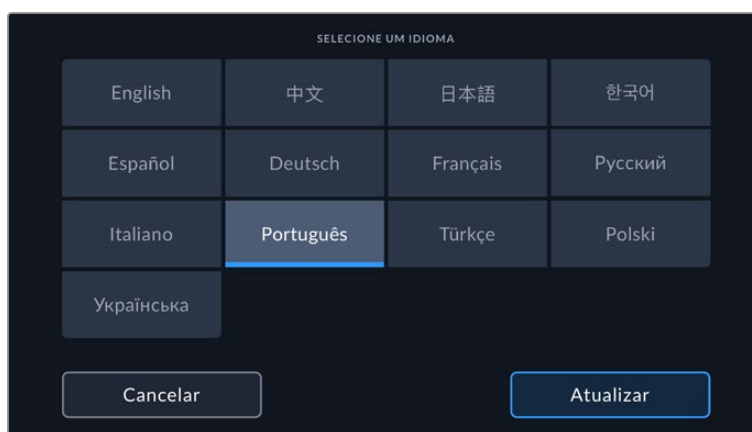 SELECIONE UM IDIOMA
English 中文 日本語 한국어
Español Deutsch Français Русский
Italiano Português Türkçe Polski
Українська
Cancelar Atualizar